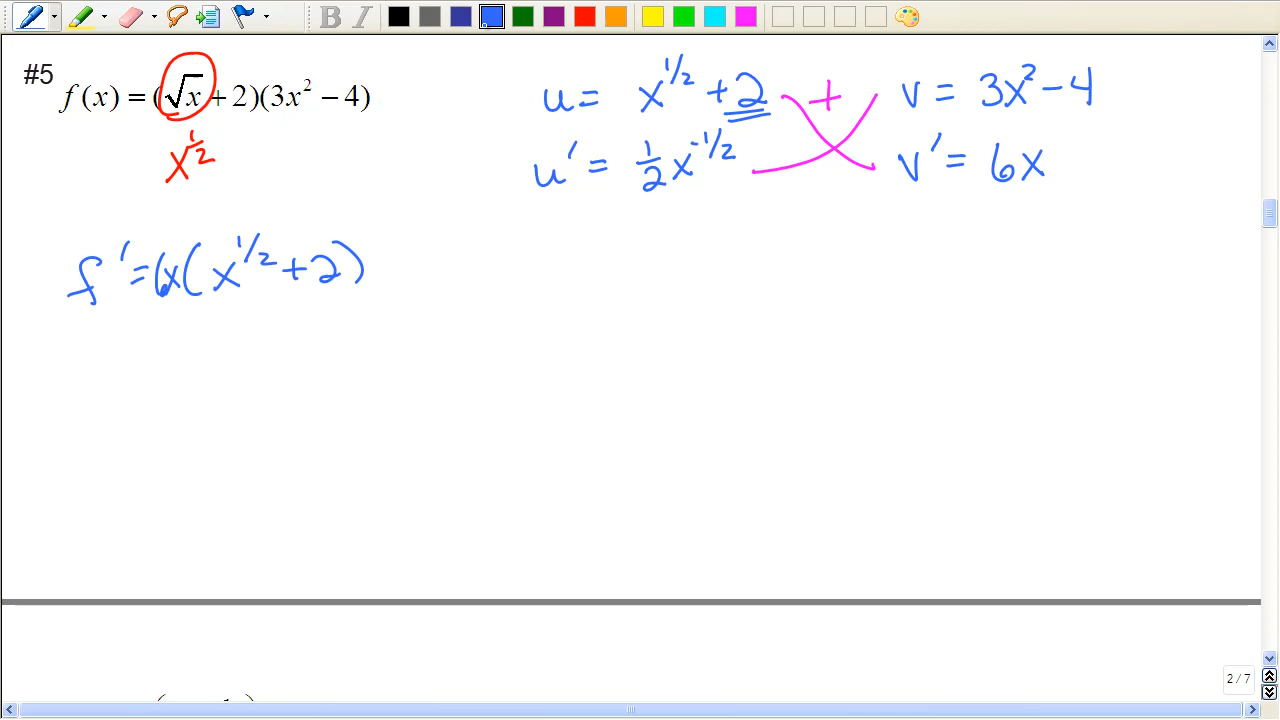 B I
#5
f(x) = (√x + 2)(3x² − 4)
x^1/2
u = x^1/2 + 2 + v = 3x² − 4
u' = 1/2 x^-1/2 v' = 6x
f' = 6x(x^1/2 + 2)
2 / 7